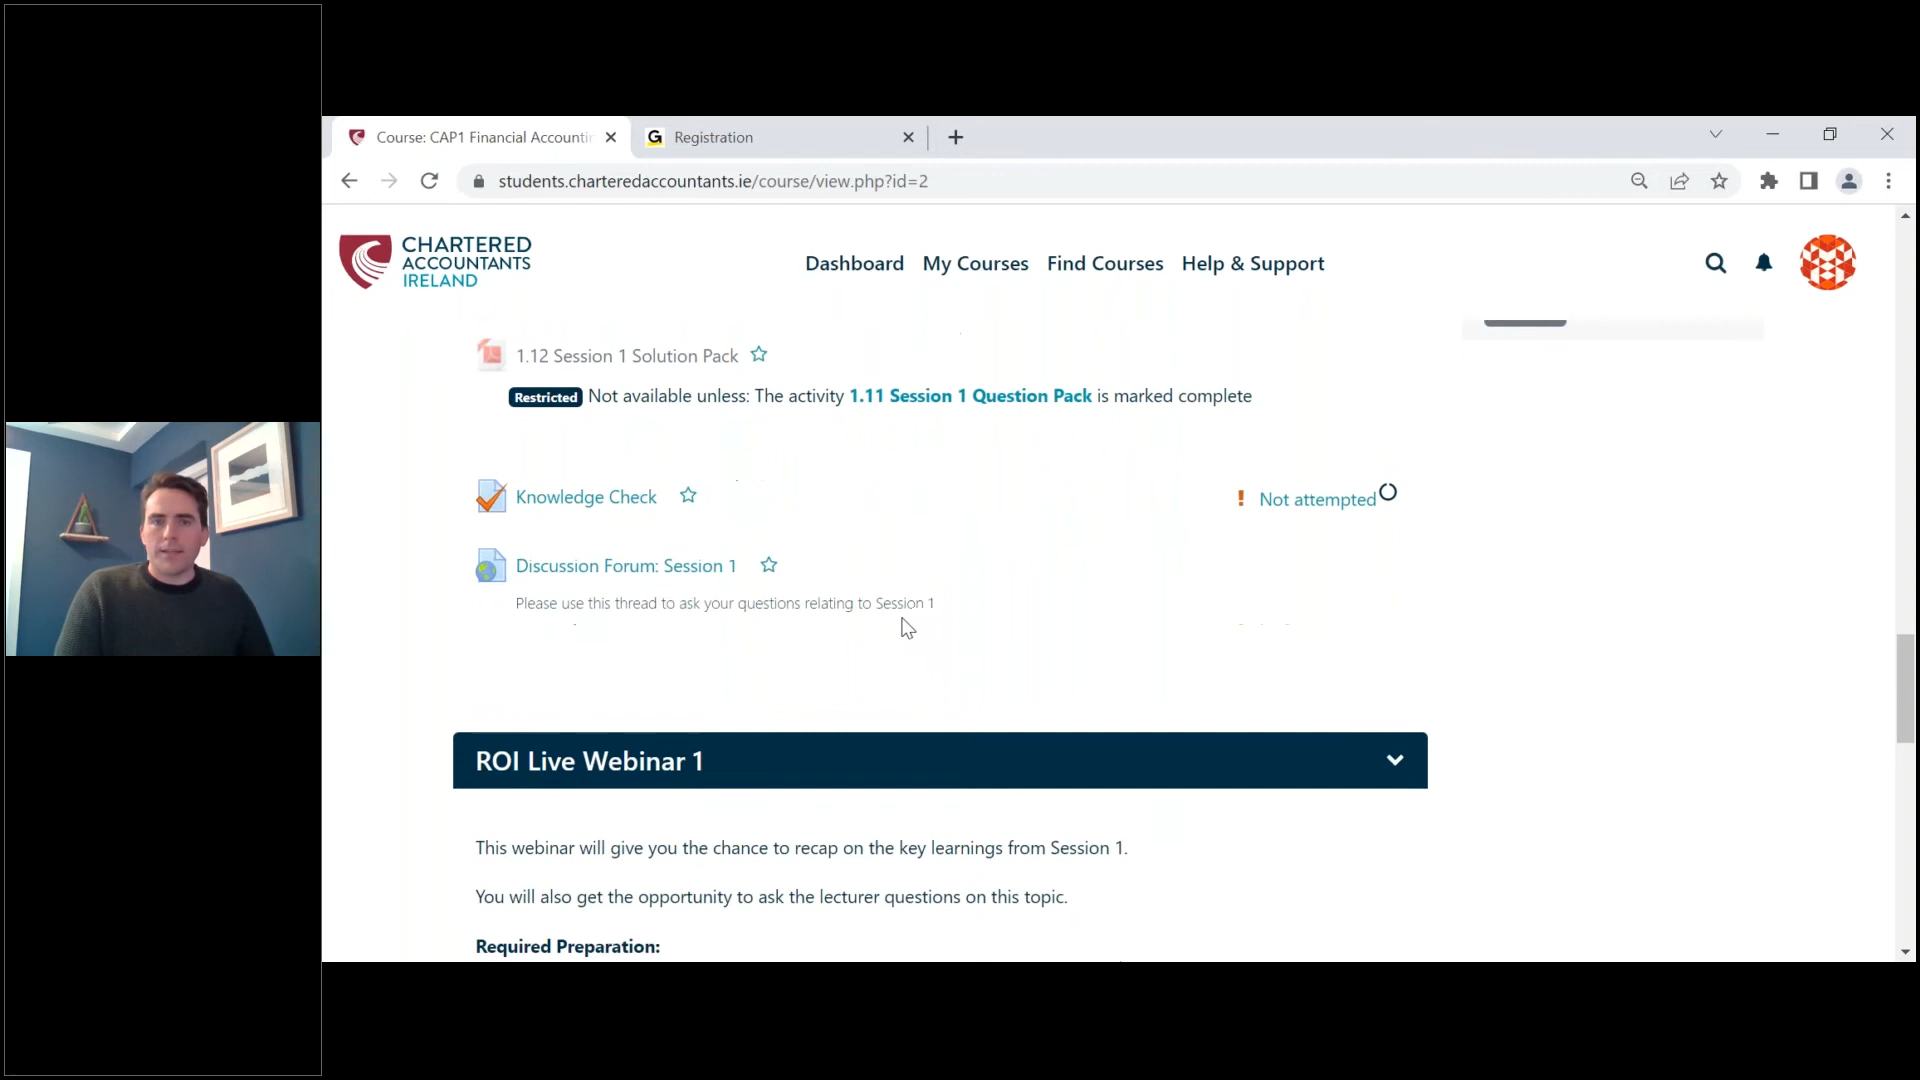 Course: CAP1 Financial Accountin
Registration
students.charteredaccountants.ie/course/view.php?id=2
CHARTERED
ACCOUNTANTS
IRELAND
Dashboard My Courses Find Courses Help & Support
1.12 Session 1 Solution Pack
Restricted Not available unless: The activity 1.11 Session 1 Question Pack is marked complete
Knowledge Check
! Not attempted
Discussion Forum: Session 1
Please use this thread to ask your questions relating to Session 1
ROI Live Webinar 1
This webinar will give you the chance to recap on the key learnings from Session 1.
You will also get the opportunity to ask the lecturer questions on this topic.
Required Preparation: